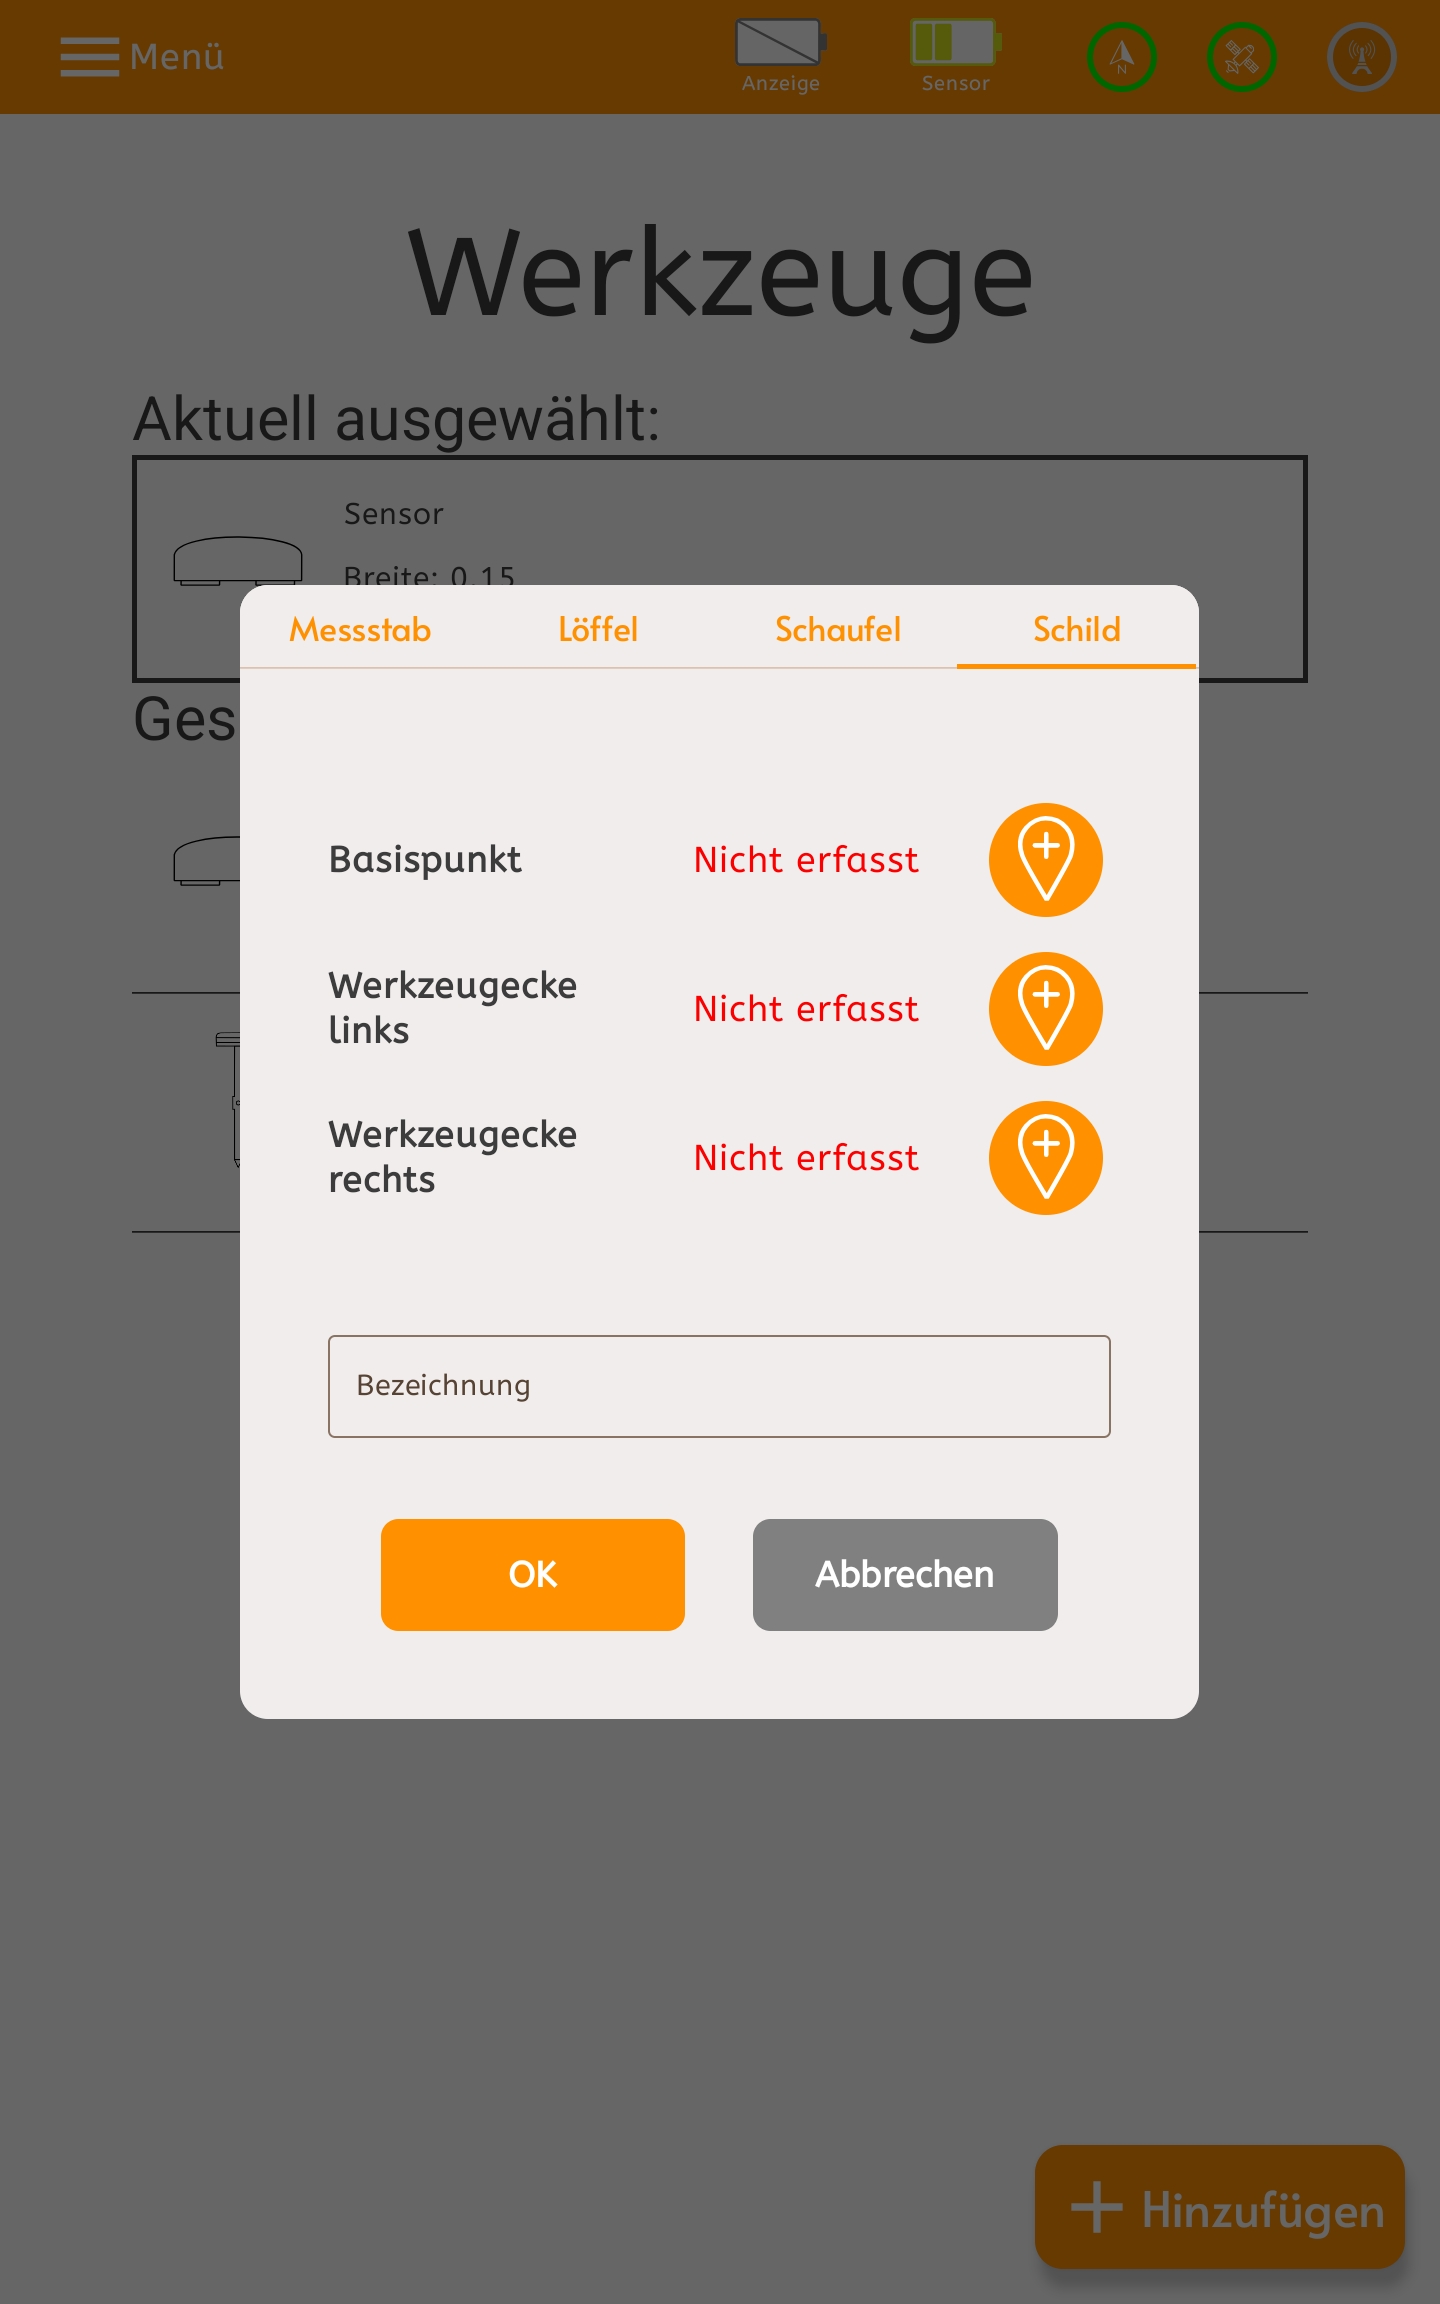 Menü
Anzeige
Sensor
N
Werkzeuge
Aktuell ausgewählt:
Sensor
Breite: 0.15
Ges
Messstab Löffel Schaufel Schild
Basispunkt Nicht erfasst
Werkzeugecke
links
Nicht erfasst
Werkzeugecke
rechts
Nicht erfasst
Bezeichnung
OK Abbrechen
Hinzufügen